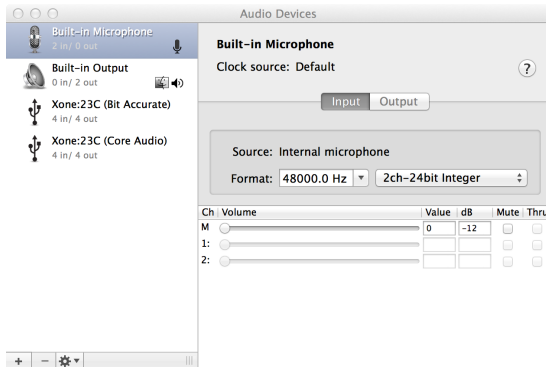 Audio Devices
Built-in Microphone
2 in/ 0 out
Built-in Output
0 in/ 2 out
Xone:23C (Bit Accurate)
4 in/ 4 out
Xone:23C (Core Audio)
4 in/ 4 out
Built-in Microphone
Clock source: Default
?
Input Output
Source: Internal microphone
Format: 48000.0 Hz 2ch-24bit Integer
Ch Volume Value dB Mute Thru
M 0 -12
1:
2:
+ −